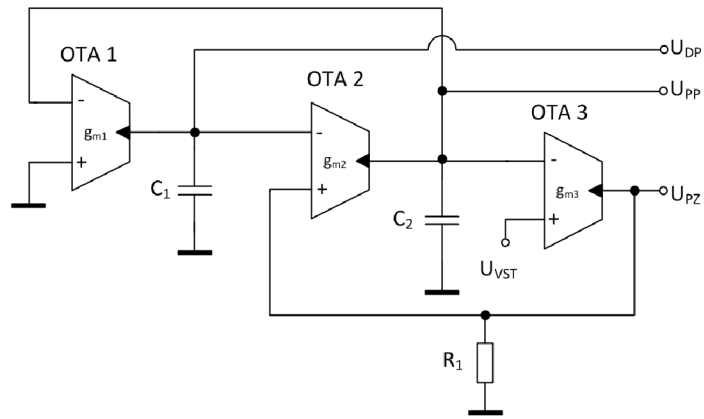 U_DP
OTA 1
OTA 2
U_PP
OTA 3
-
g_m1
+
-
g_m2
+
-
g_m3
+
U_PZ
C_1
C_2
U_VST
R_1